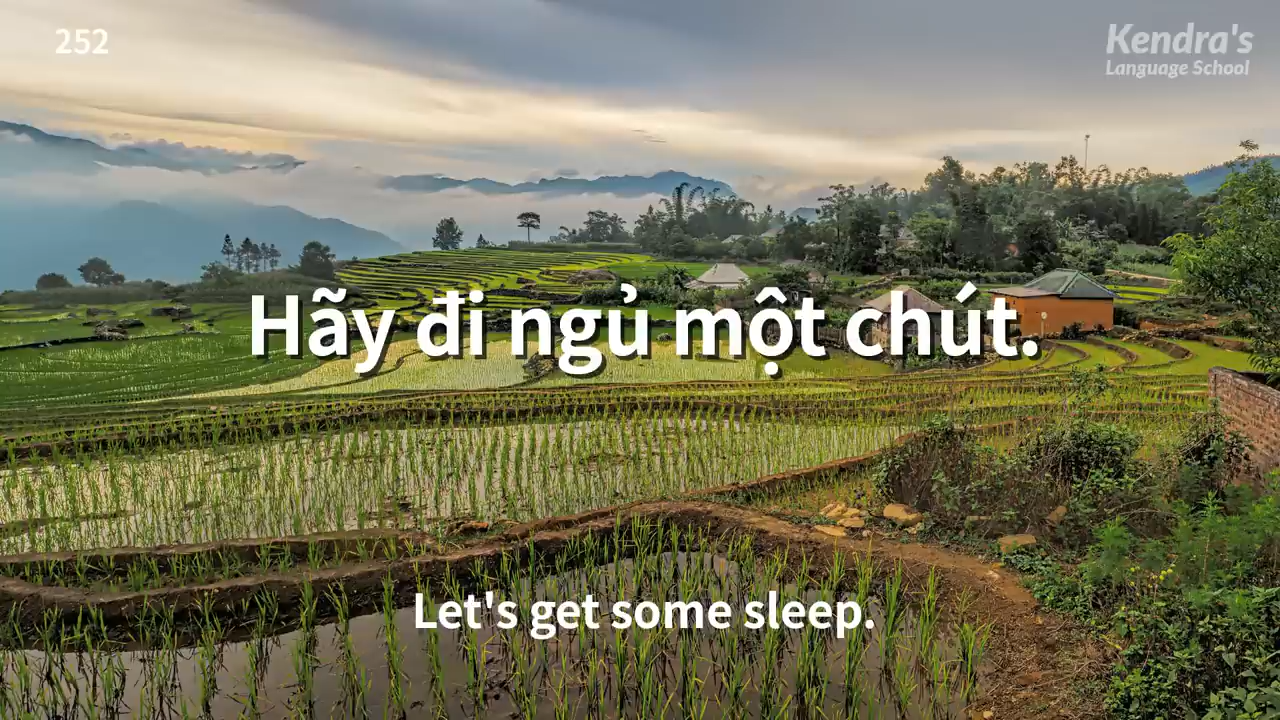 252
Kendra's
Language School
Hãy đi ngủ một chút.
Let's get some sleep.